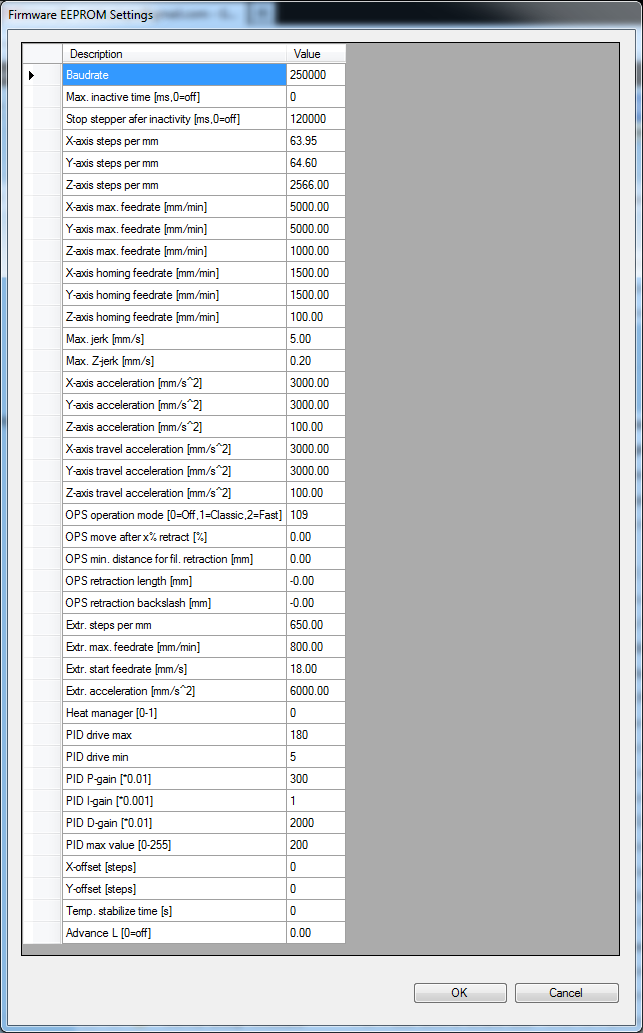 Firmware EEPROM Settings
Description Value
Baudrate 250000
Max. inactive time [ms,0=off] 0
Stop stepper afer inactivity [ms,0=off] 120000
X-axis steps per mm 63.95
Y-axis steps per mm 64.60
Z-axis steps per mm 2566.00
X-axis max. feedrate [mm/min] 5000.00
Y-axis max. feedrate [mm/min] 5000.00
Z-axis max. feedrate [mm/min] 1000.00
X-axis homing feedrate [mm/min] 1500.00
Y-axis homing feedrate [mm/min] 1500.00
Z-axis homing feedrate [mm/min] 100.00
Max. jerk [mm/s] 5.00
Max. Z-jerk [mm/s] 0.20
X-axis acceleration [mm/s^2] 3000.00
Y-axis acceleration [mm/s^2] 3000.00
Z-axis acceleration [mm/s^2] 100.00
X-axis travel acceleration [mm/s^2] 3000.00
Y-axis travel acceleration [mm/s^2] 3000.00
Z-axis travel acceleration [mm/s^2] 100.00
OPS operation mode [0=Off,1=Classic,2=Fast] 109
OPS move after x% retract [%] 0.00
OPS min. distance for fil. retraction [mm] 0.00
OPS retraction length [mm] -0.00
OPS retraction backslash [mm] -0.00
Extr. steps per mm 650.00
Extr. max. feedrate [mm/min] 800.00
Extr. start feedrate [mm/s] 18.00
Extr. acceleration [mm/s^2] 6000.00
Heat manager [0-1] 0
PID drive max 180
PID drive min 5
PID P-gain [*0.01] 300
PID I-gain [*0.001] 1
PID D-gain [*0.01] 2000
PID max value [0-255] 200
X-offset [steps] 0
Y-offset [steps] 0
Temp. stabilize time [s] 0
Advance L [0=off] 0.00
OK Cancel